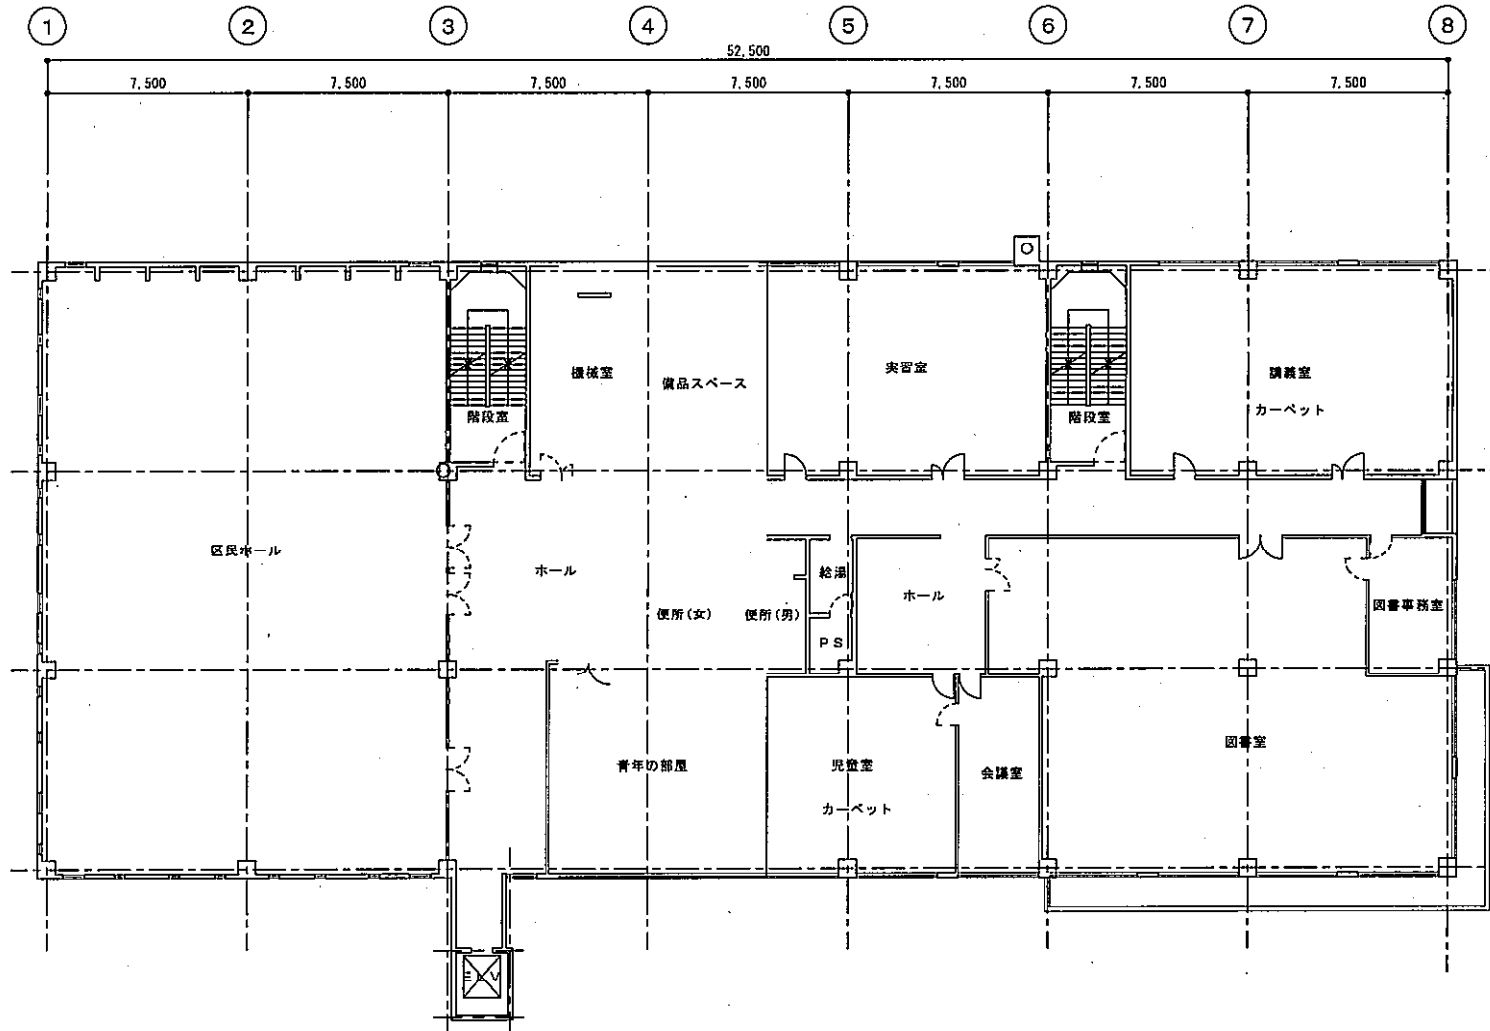 1 2 3 4 5 6 7 8
52,500
7,500 7,500 7,500 7,500 7,500 7,500 7,500
機械室
備品スペース
実習室
講義室
カーペット
階段室
階段室
区民ホール
ホール
給湯
ホール
図書事務室
便所(女)
便所(男)
PS
青年の部屋
児童室
カーペット
会議室
図書室
ELV